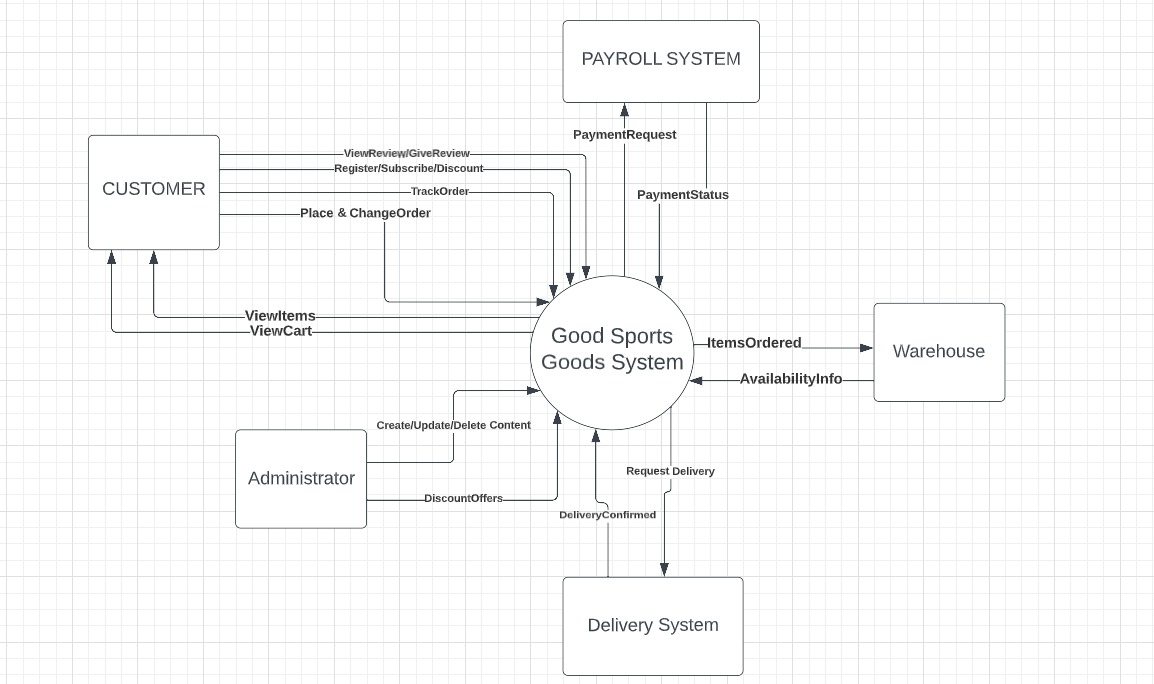 PAYROLL SYSTEM
PaymentRequest
ViewReview/GiveReview
Register/Subscribe/Discount
CUSTOMER
TrackOrder
PaymentStatus
Place & ChangeOrder
ViewItems
ViewCart
Good Sports
Goods System
ItemsOrdered
Warehouse
AvailabilityInfo
Create/Update/Delete Content
Administrator
DiscountOffers
Request Delivery
DeliveryConfirmed
Delivery System